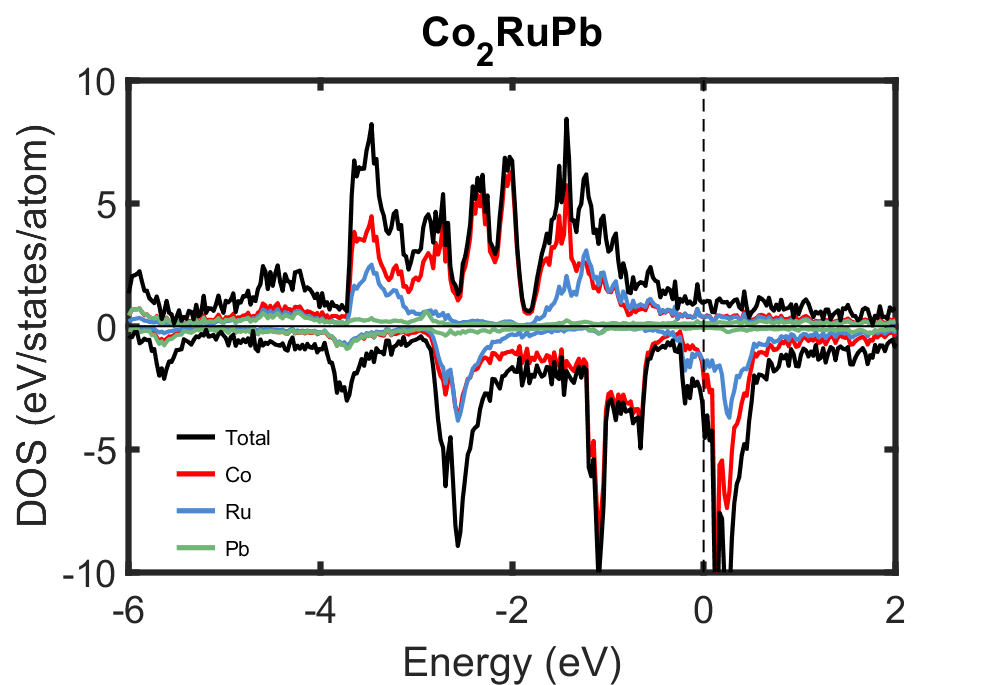 Co₂RuPb
DOS (eV/states/atom)
10
5
0
-5
-10
Total
Co
Ru
Pb
-6 -4 -2 0 2
Energy (eV)